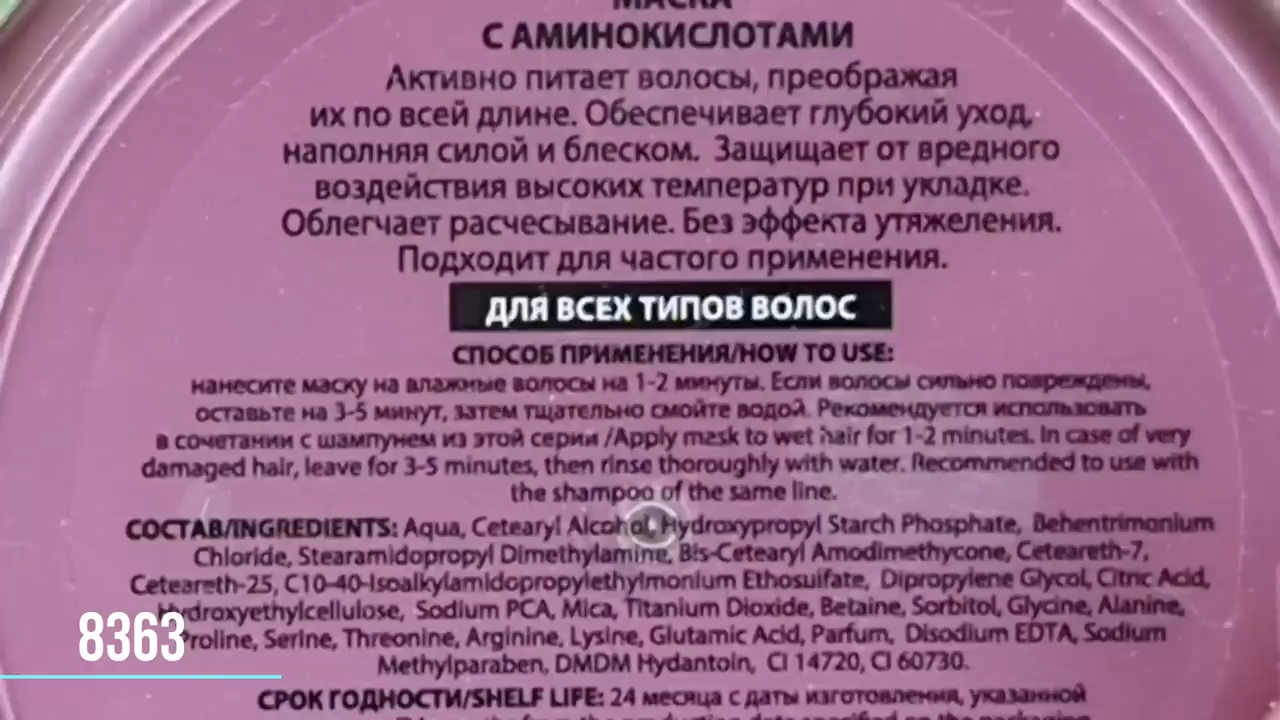 МАСКА
С АМИНОКИСЛОТАМИ
Активно питает волосы, преображая
их по всей длине. Обеспечивает глубокий уход,
наполняя силой и блеском. Защищает от вредного
воздействия высоких температур при укладке.
Облегчает расчесывание. Без эффекта утяжеления.
Подходит для частого применения.
ДЛЯ ВСЕХ ТИПОВ ВОЛОС
СПОСОБ ПРИМЕНЕНИЯ/HOW TO USE:
нанесите маску на влажные волосы на 1-2 минуты. Если волосы сильно повреждены,
оставьте на 3-5 минут, затем тщательно смойте водой. Рекомендуется использовать
в сочетании с шампунем из этой серии /Apply mask to wet hair for 1-2 minutes. In case of very
damaged hair, leave for 3-5 minutes, then rinse thoroughly with water. Recommended to use with
the shampoo of the same line.
СОСТАВ/INGREDIENTS: Aqua, Cetearyl Alcohol, Hydroxypropyl Starch Phosphate, Behentrimonium
Chloride, Stearamidopropyl Dimethylamine, Bis-Cetearyl Amodimethycone, Ceteareth-7,
Ceteareth-25, C10-40-Isoalkylamidopropylethylmonium Ethosulfate, Dipropylene Glycol, Citric Acid,
Hydroxyethylcellulose, Sodium PCA, Mica, Titanium Dioxide, Betaine, Sorbitol, Glycine, Alanine,
Proline, Serine, Threonine, Arginine, Lysine, Glutamic Acid, Parfum, Disodium EDTA, Sodium
Methylparaben, DMDM Hydantoin, CI 14720, CI 60730.
СРОК ГОДНОСТИ/SHELF LIFE: 24 месяца с даты изготовления, указанной
8363